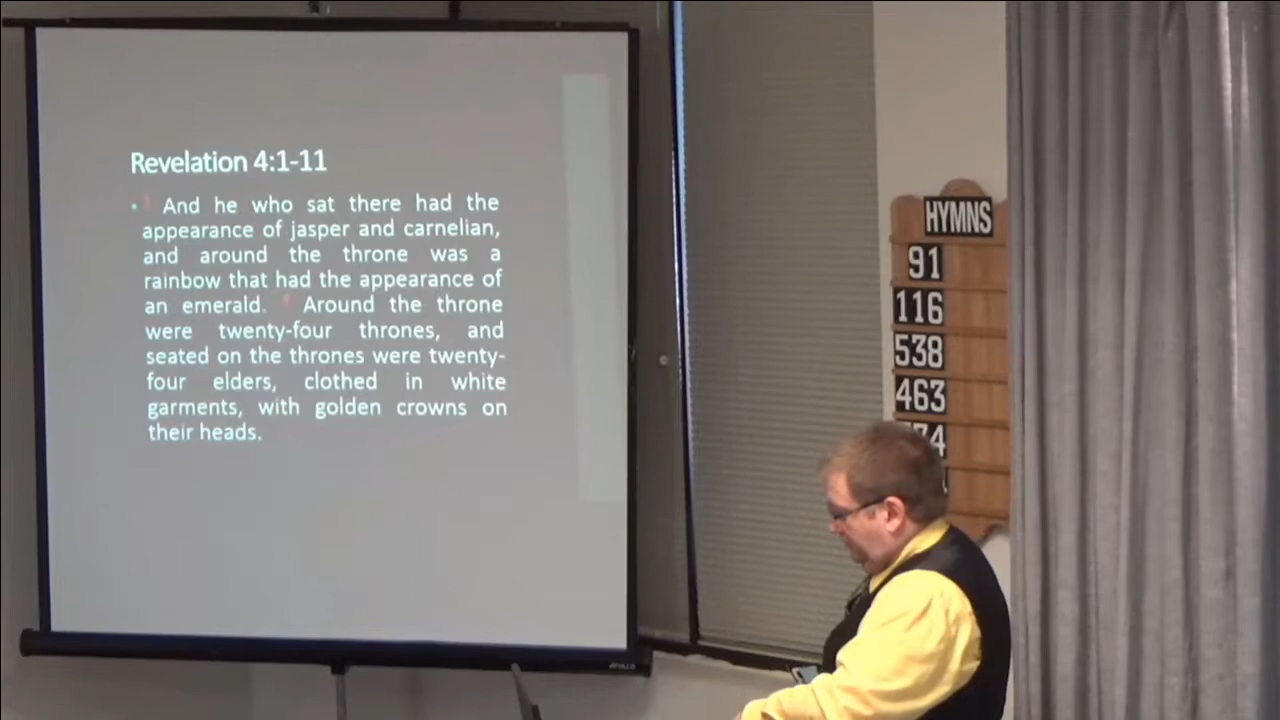 Revelation 4:1-11
• 3 And he who sat there had the
appearance of jasper and carnelian,
and around the throne was a
rainbow that had the appearance of
an emerald. 4 Around the throne
were twenty-four thrones, and
seated on the thrones were twenty-
four elders, clothed in white
garments, with golden crowns on
their heads.
APOLLO
HYMNS
91
116
538
463